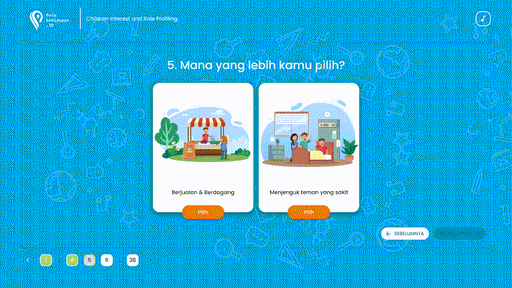 Peta
Kehidupan
.ID
Children Interest and Role Profiling
5. Mana yang lebih kamu pilih?
Berjualan & Berdagang
Menjenguk teman yang sakit
Pilih
Pilih
SEBELUMNYA
1 4 5 6 28